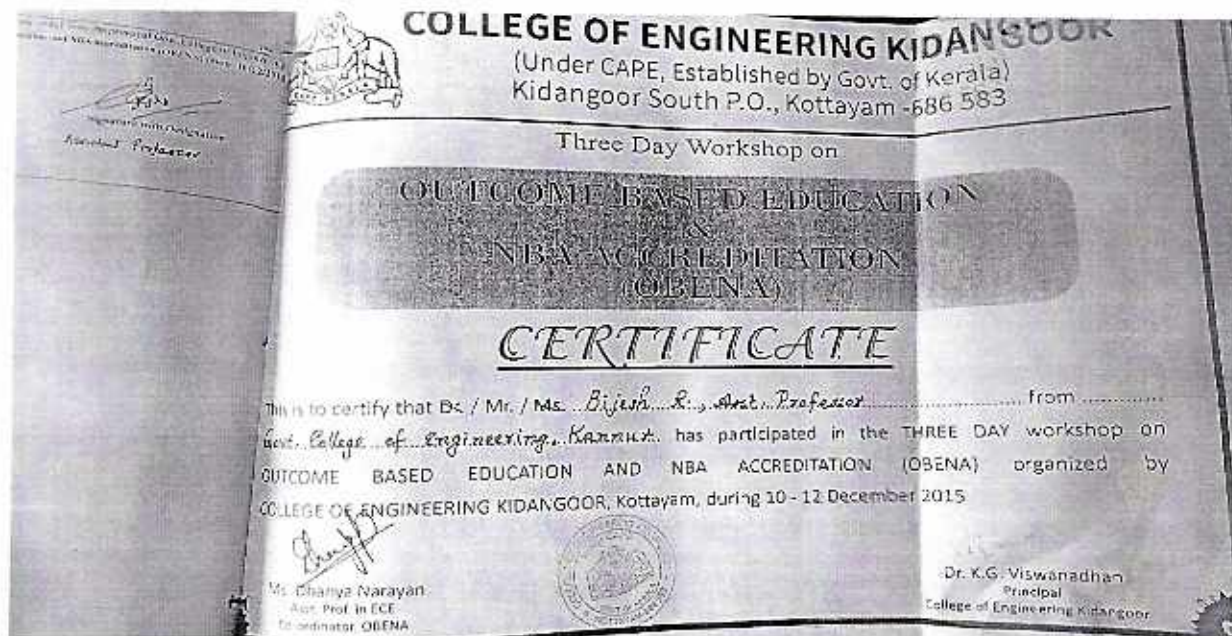 Signature with Designation
Assistant Professor
COLLEGE OF ENGINEERING KIDANGOOR
(Under CAPE, Established by Govt. of Kerala)
Kidangoor South P.O., Kottayam -686 583
Three Day Workshop on
OUTCOME BASED EDUCATION
&
NBA ACCREDITATION
(OBENA)
CERTIFICATE
This is to certify that Dr. / Mr. / Ms. Bijesh R., Asst. Professor from
Govt. College of Engineering, Kannur. has participated in the THREE DAY workshop on
OUTCOME BASED EDUCATION AND NBA ACCREDITATION (OBENA) organized by
COLLEGE OF ENGINEERING KIDANGOOR, Kottayam, during 10 - 12 December 2015
Ms. Dhanya Narayan
Asst. Prof. in ECE
Co-ordinator OBENA
Dr. K.G. Viswanadhan
Principal
College of Engineering Kidangoor